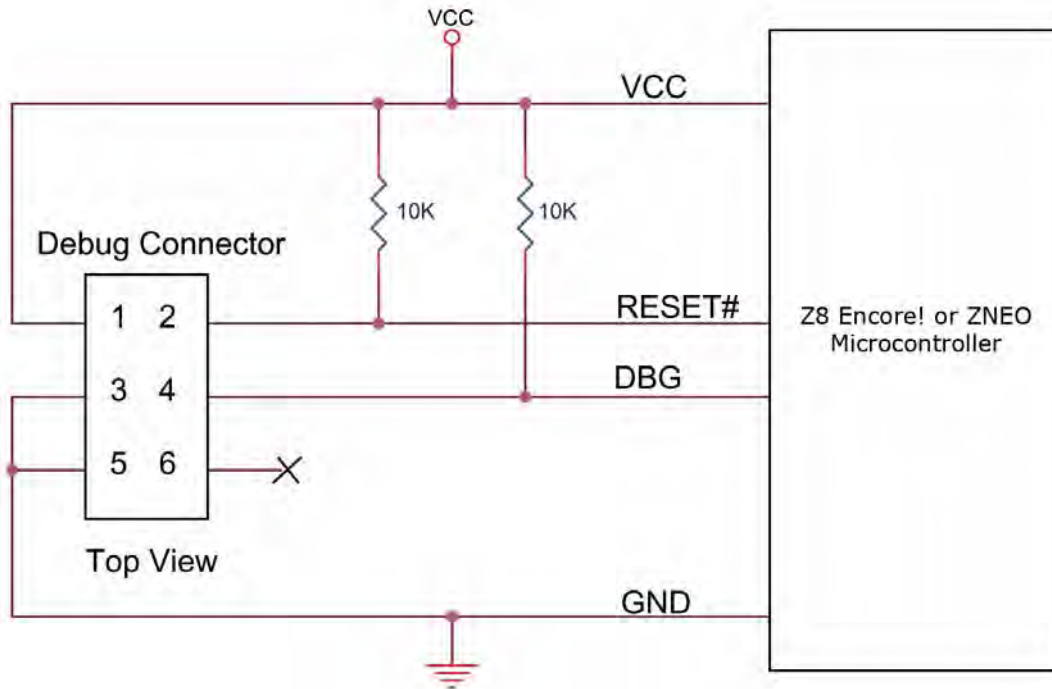 VCC
VCC
10K
10K
Debug Connector
1 2
RESET#
Z8 Encore! or ZNEO
Microcontroller
DBG
3 4
5 6
Top View
GND